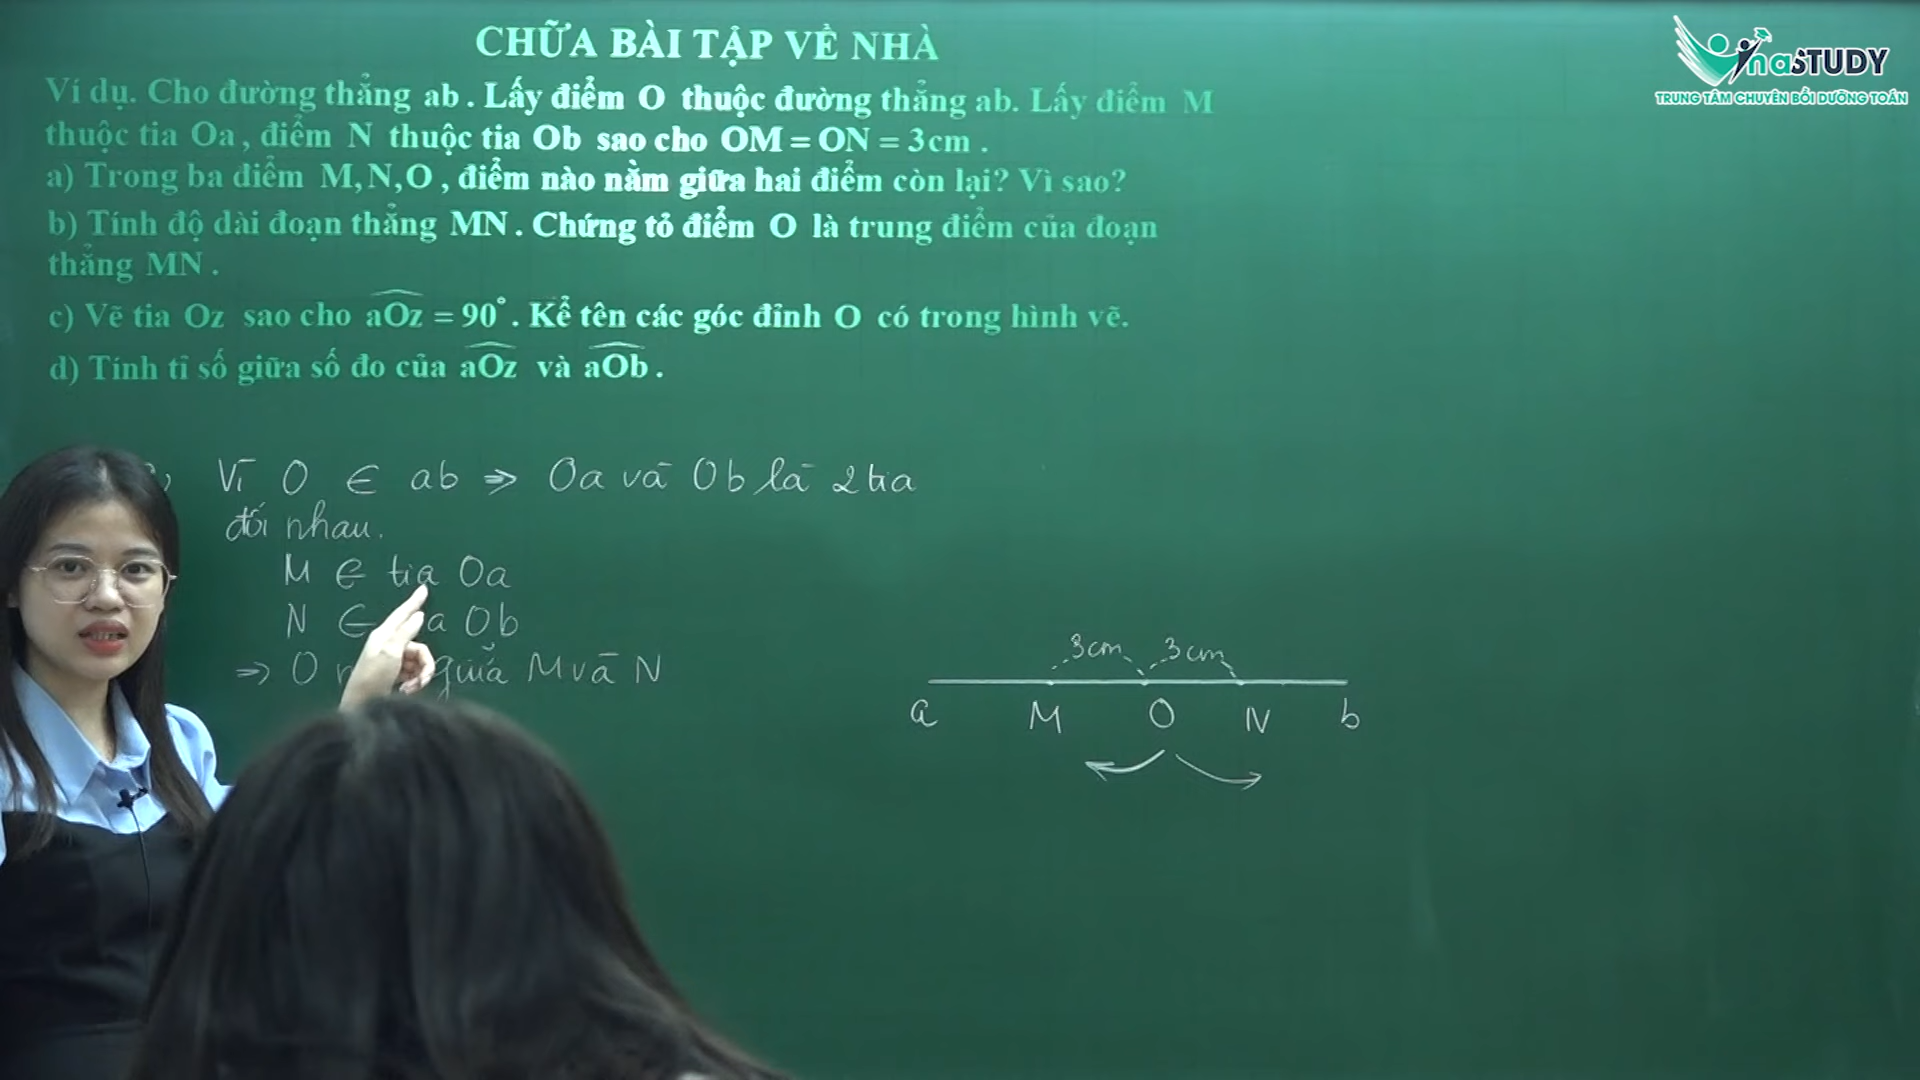 CHỮA BÀI TẬP VỀ NHÀ
Ví dụ. Cho đường thẳng ab. Lấy điểm O thuộc đường thẳng ab. Lấy điểm M
thuộc tia Oa, điểm N thuộc tia Ob sao cho OM = ON = 3cm.
a) Trong ba điểm M, N, O, điểm nào nằm giữa hai điểm còn lại? Vì sao?
b) Tính độ dài đoạn thẳng MN. Chứng tỏ điểm O là trung điểm của đoạn
thẳng MN.
c) Vẽ tia Oz sao cho aOz = 90°. Kể tên các góc đỉnh O có trong hình vẽ.
d) Tính tỉ số giữa số đo của aOz và aOb.
VinaSTUDY
TRUNG TÂM CHUYÊN BỒI DƯỠNG TOÁN
Vì O ∈ ab ⇒ Oa và Ob là 2 tia
đối nhau.
M ∈ tia Oa
N ∈ Ob
⇒ O giữa M và N
3cm 3cm
a M O N b